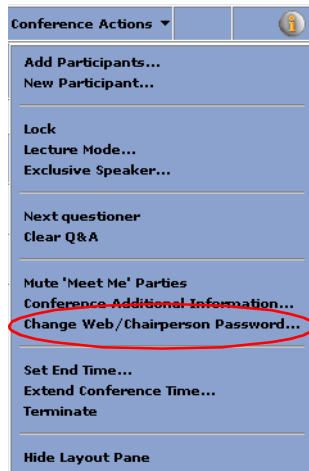 Conference Actions
Add Participants...
New Participant...
Lock
Lecture Mode...
Exclusive Speaker...
Next questioner
Clear Q&A
Mute 'Meet Me' Parties
Conference Additional Information...
Change Web/Chairperson Password...
Set End Time...
Extend Conference Time...
Terminate
Hide Layout Pane